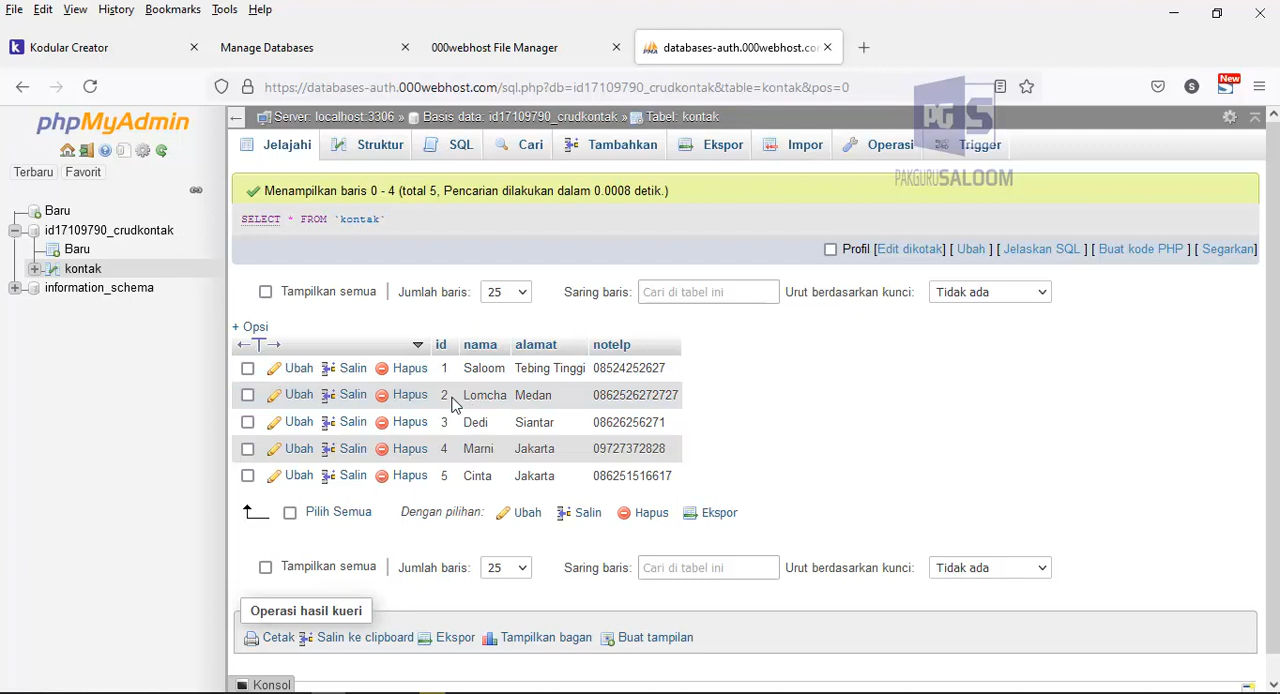 File Edit View History Bookmarks Tools Help
Kodular Creator Manage Databases 000webhost File Manager databases-auth.000webhost.co
https://databases-auth.000webhost.com/sql.php?db=id17109790_crudkontak&table=kontak&pos=0 S New
phpMyAdmin
Terbaru Favorit
Baru
id17109790_crudkontak
Baru
kontak
information_schema
Server: localhost:3306 » Basis data: id17109790_crudkontak » Tabel: kontak
Jelajahi Struktur SQL Cari Tambahkan Ekspor Impor Operasi Trigger
PG S
PAKGURUSALOOM
Menampilkan baris 0 - 4 (total 5, Pencarian dilakukan dalam 0.0008 detik.)
SELECT * FROM `kontak`
Profil [Edit dikotak] [ Ubah ] [ Jelaskan SQL ] [ Buat kode PHP ] [ Segarkan]
Tampilkan semua Jumlah baris: 25 Saring baris: Cari di tabel ini Urut berdasarkan kunci: Tidak ada
+ Opsi
←T→ id nama alamat notelp
Ubah Salin Hapus 1 Saloom Tebing Tinggi 08524252627
Ubah Salin Hapus 2 Lomcha Medan 0862526272727
Ubah Salin Hapus 3 Dedi Siantar 08626256271
Ubah Salin Hapus 4 Marni Jakarta 09727372828
Ubah Salin Hapus 5 Cinta Jakarta 086251516617
Pilih Semua Dengan pilihan: Ubah Salin Hapus Ekspor
Tampilkan semua Jumlah baris: 25 Saring baris: Cari di tabel ini Urut berdasarkan kunci: Tidak ada
Operasi hasil kueri
Cetak Salin ke clipboard Ekspor Tampilkan bagan Buat tampilan
Konsol